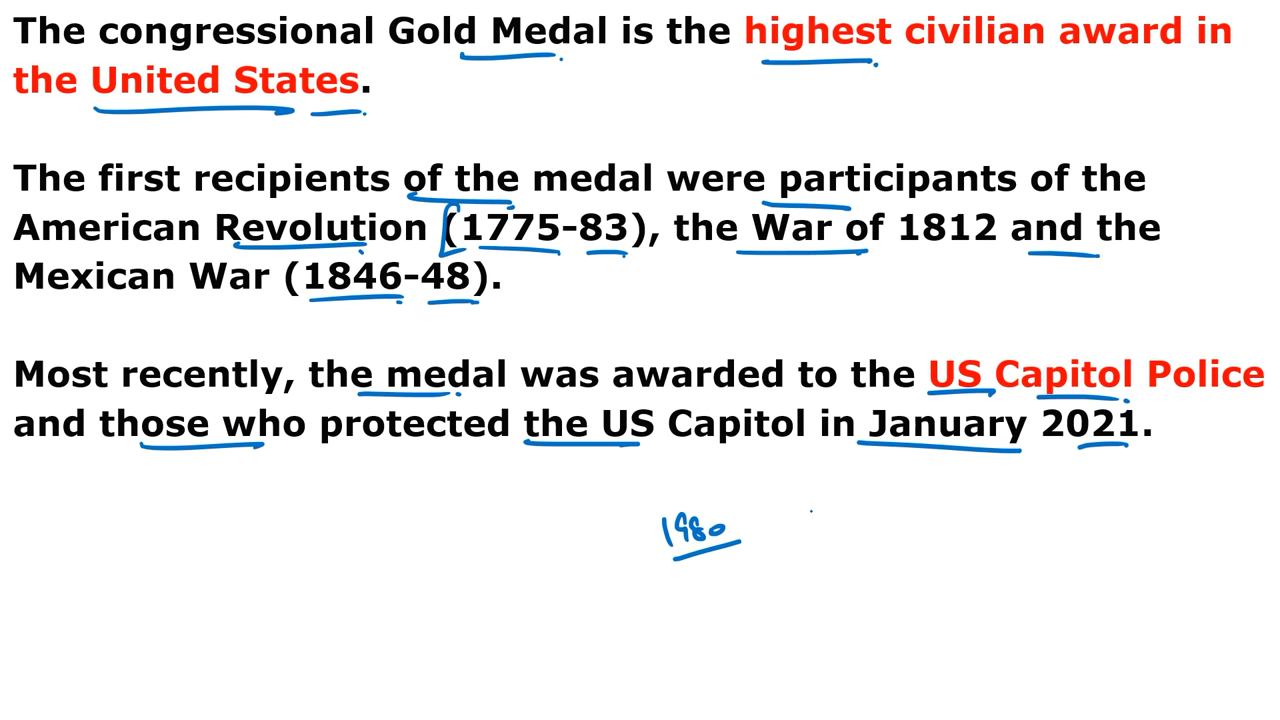 The congressional Gold Medal is the highest civilian award in
the United States.
The first recipients of the medal were participants of the
American Revolution (1775-83), the War of 1812 and the
Mexican War (1846-48).
Most recently, the medal was awarded to the US Capitol Police
and those who protected the US Capitol in January 2021.
1980